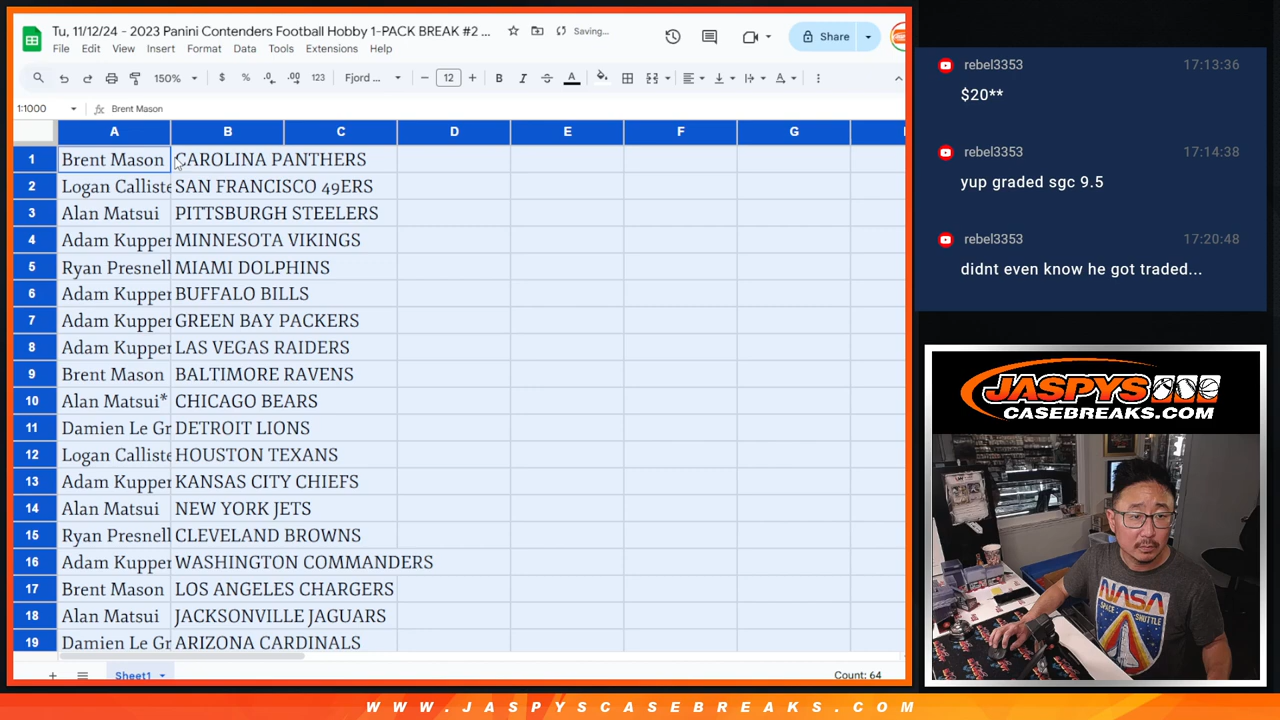 Tu, 11/12/24 - 2023 Panini Contenders Football Hobby 1-PACK BREAK #2 ...
Saving...
Share
File Edit View Insert Format Data Tools Extensions Help
150% $ % .0 .00 123 Fjord ... − 12 + B I A
1:1000 fx Brent Mason
A B C D E F G
1 Brent Mason CAROLINA PANTHERS
2 Logan Calliste SAN FRANCISCO 49ERS
3 Alan Matsui PITTSBURGH STEELERS
4 Adam Kupper MINNESOTA VIKINGS
5 Ryan Presnell MIAMI DOLPHINS
6 Adam Kupper BUFFALO BILLS
7 Adam Kupper GREEN BAY PACKERS
8 Adam Kupper LAS VEGAS RAIDERS
9 Brent Mason BALTIMORE RAVENS
10 Alan Matsui* CHICAGO BEARS
11 Damien Le Gr DETROIT LIONS
12 Logan Calliste HOUSTON TEXANS
13 Adam Kupper KANSAS CITY CHIEFS
14 Alan Matsui NEW YORK JETS
15 Ryan Presnell CLEVELAND BROWNS
16 Adam Kupper WASHINGTON COMMANDERS
17 Brent Mason LOS ANGELES CHARGERS
18 Alan Matsui JACKSONVILLE JAGUARS
19 Damien Le Gr ARIZONA CARDINALS
+ Sheet1 Count: 64
rebel3353 17:13:36
$20**
rebel3353 17:14:38
yup graded sgc 9.5
rebel3353 17:20:48
didnt even know he got traded...
JASPYS
CASEBREAKS.COM
NASA
SPACE SHUTTLE
WWW.JASPYSCASEBREAKS.COM